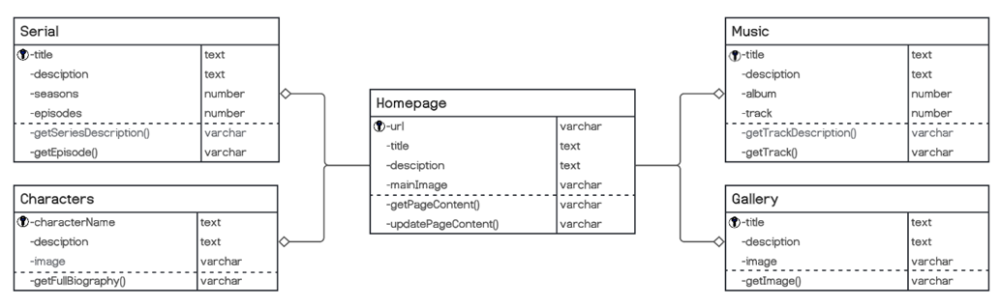 Serial
-title text
-desciption text
-seasons number
-episodes number
-getSeriesDescription() varchar
-getEpisode() varchar
Characters
-characterName text
-desciption text
-image varchar
-getFullBiography() varchar
Homepage
-url varchar
-title text
-desciption text
-mainImage varchar
-getPageContent() varchar
-updatePageContent() varchar
Music
-title text
-desciption text
-album number
-track number
-getTrackDescription() varchar
-getTrack() varchar
Gallery
-title text
-desciption text
-image varchar
-getImage() varchar